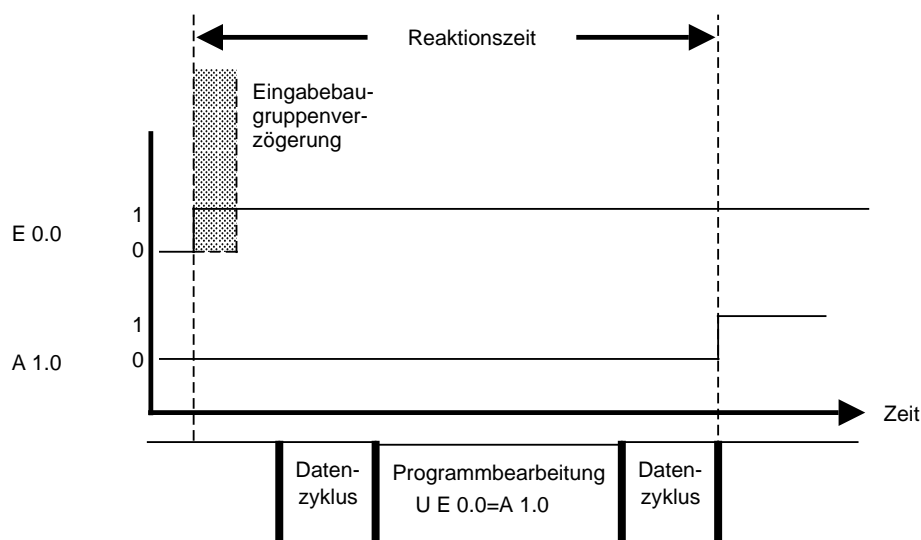 Reaktionszeit
Eingabebau-
gruppenver-
zögerung
1
E 0.0
0
1
0
A 1.0
Zeit
Daten-
zyklus
Programmbearbeitung
U E 0.0=A 1.0
Daten-
zyklus